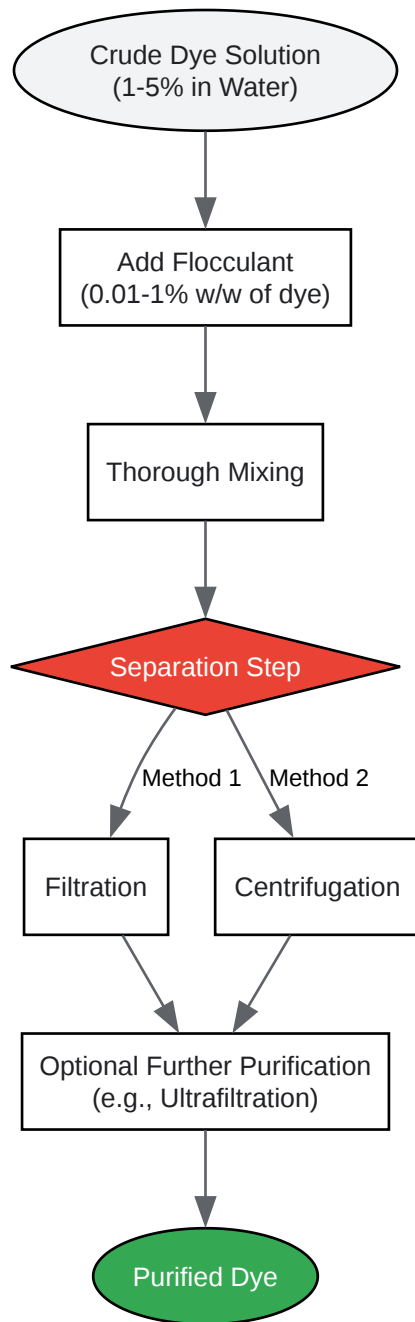 Crude Dye Solution
(1-5% in Water)
Add Flocculant
(0.01-1% w/w of dye)
Thorough Mixing
Separation Step
Method 1
Method 2
Filtration
Centrifugation
Optional Further Purification
(e.g., Ultrafiltration)
Purified Dye